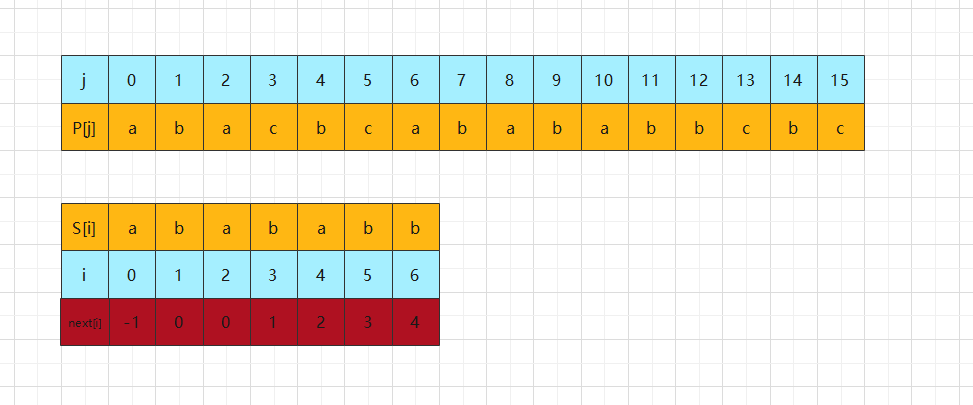 j 0 1 2 3 4 5 6 7 8 9 10 11 12 13 14 15
P[j] a b a c b c a b a b a b b c b c
S[i] a b a b a b b
i 0 1 2 3 4 5 6
next[i] -1 0 0 1 2 3 4